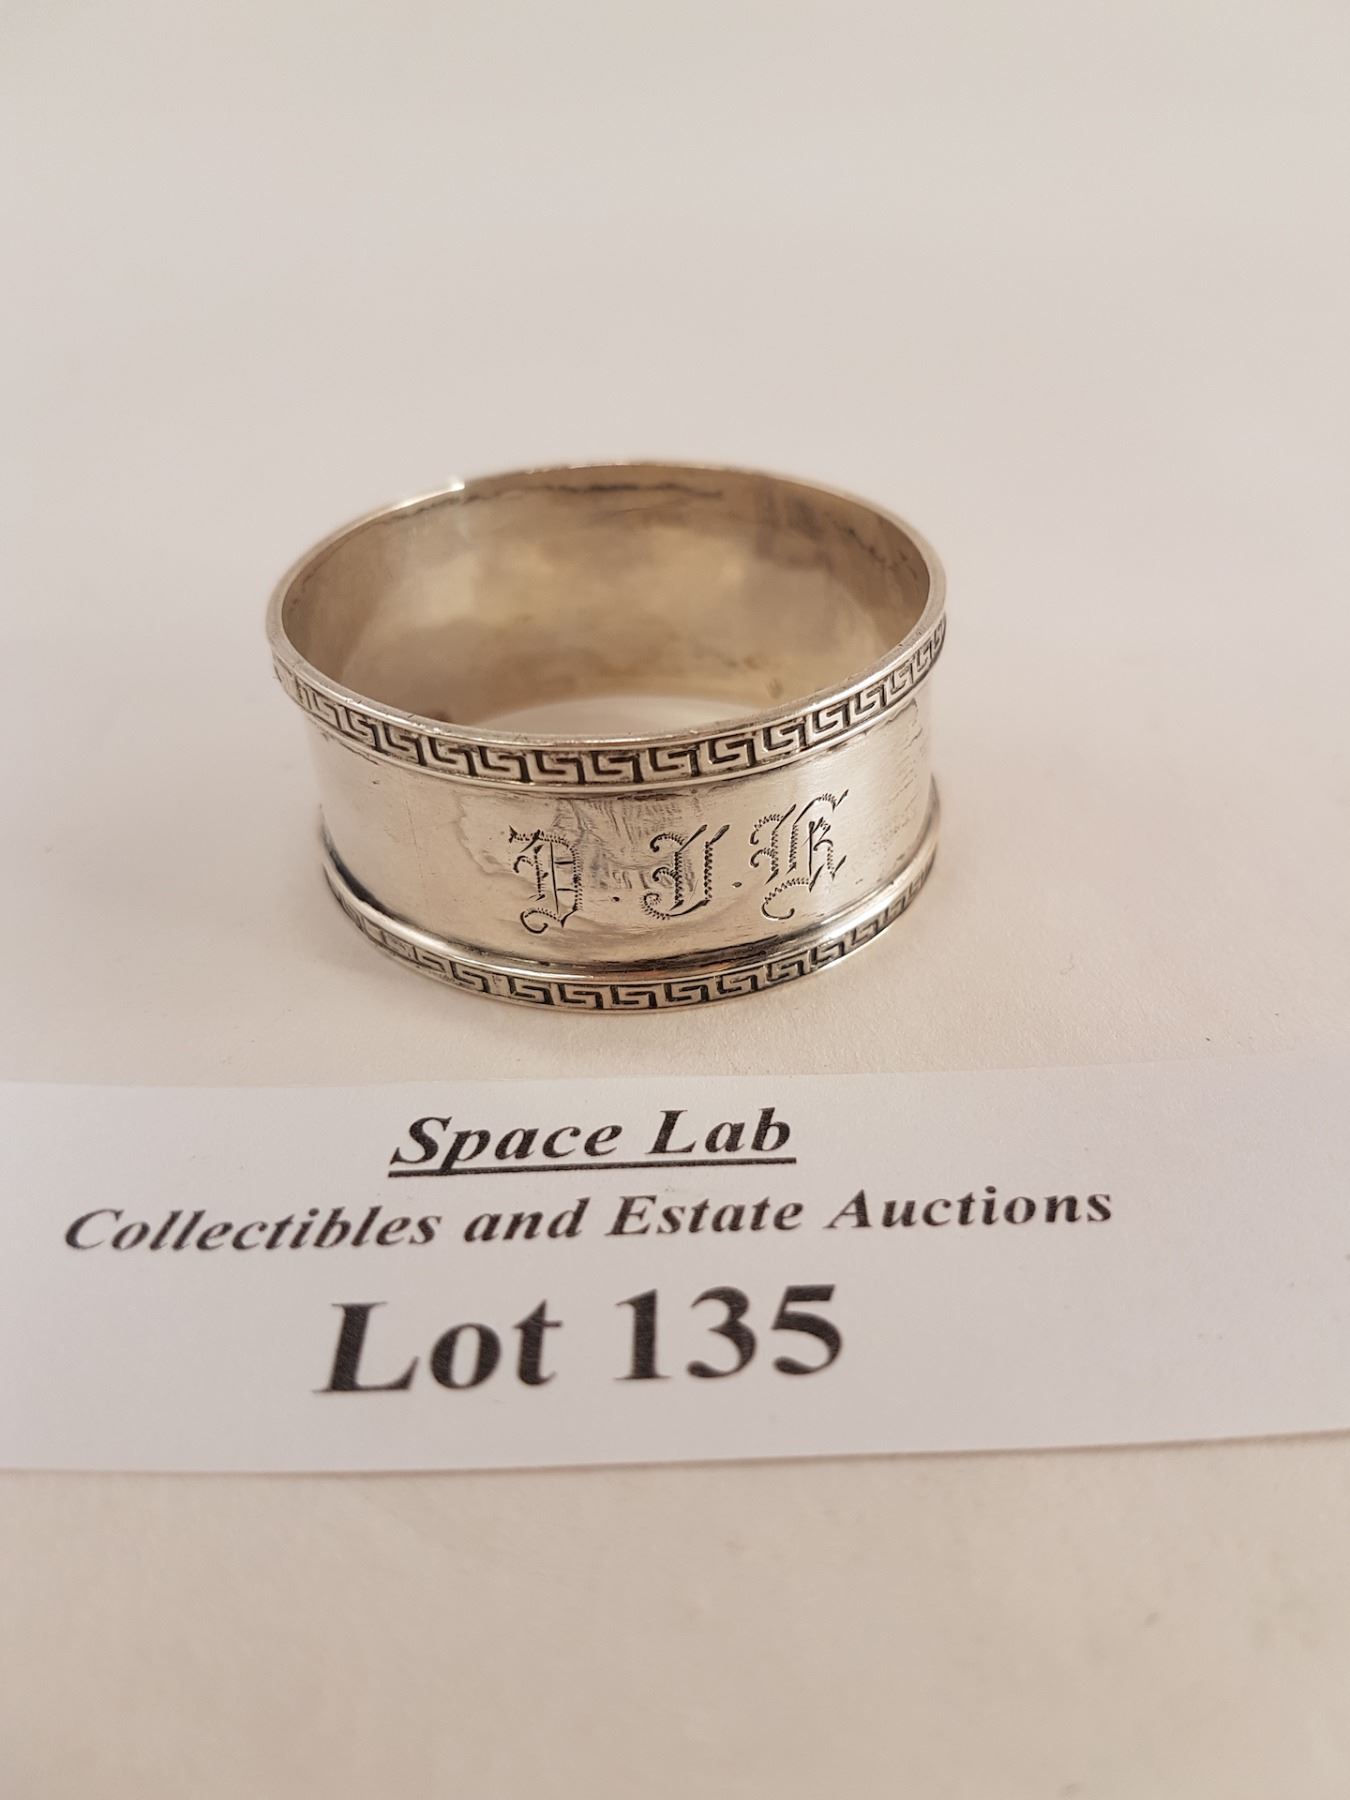 D. J. K
Space Lab
Collectibles and Estate Auctions
Lot 135